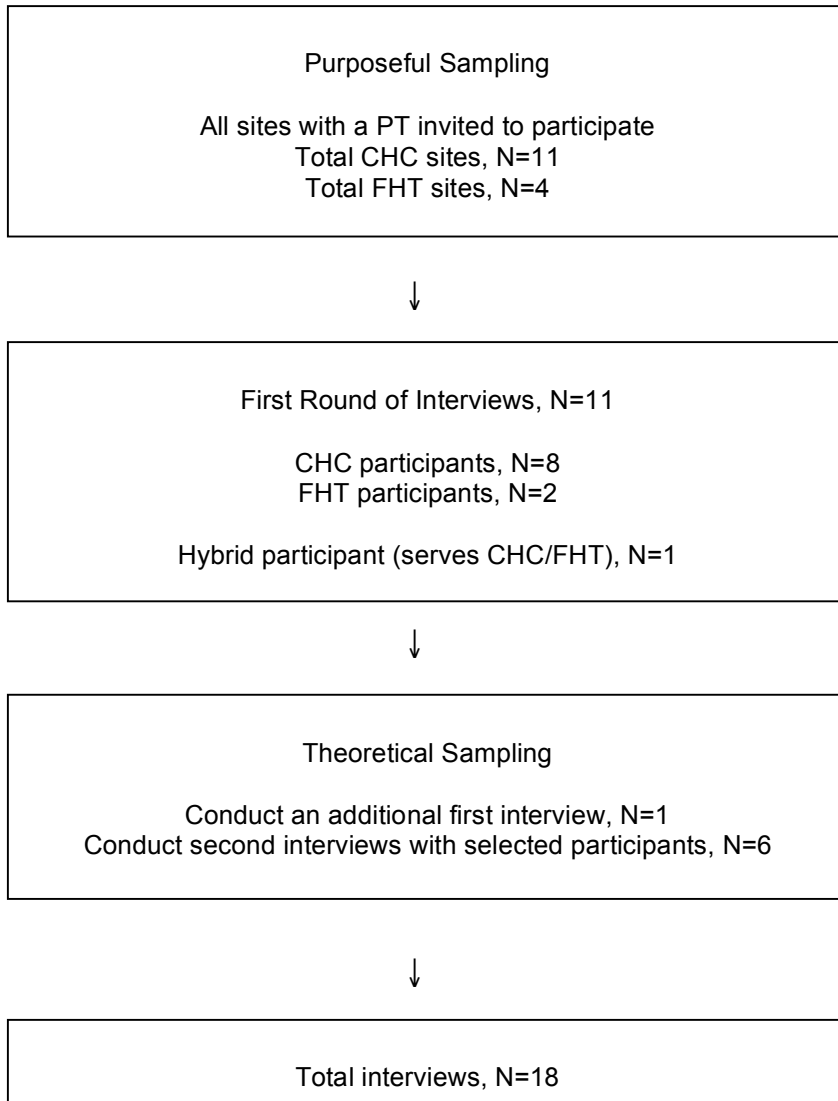 Purposeful Sampling
All sites with a PT invited to participate
Total CHC sites, N=11
Total FHT sites, N=4
↓
First Round of Interviews, N=11
CHC participants, N=8
FHT participants, N=2
Hybrid participant (serves CHC/FHT), N=1
↓
Theoretical Sampling
Conduct an additional first interview, N=1
Conduct second interviews with selected participants, N=6
↓
Total interviews, N=18